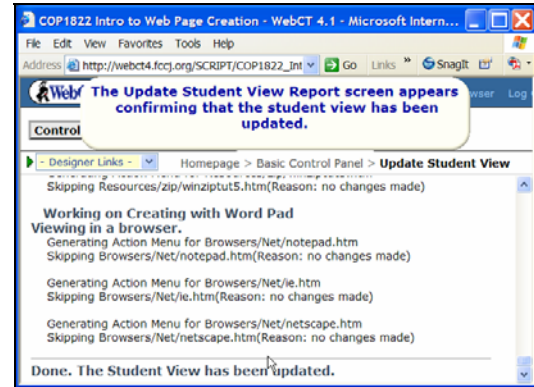 COP1822 Intro to Web Page Creation - WebCT 4.1 - Microsoft Intern...
File Edit View Favorites Tools Help
Address http://webct4.fccj.org/SCRIPT/COP1822_Int Go Links » SnagIt
WebC
The Update Student View Report screen appears
confirming that the student view has been
updated.
wser Log
Control
- Designer Links - Homepage > Basic Control Panel > Update Student View
Skipping Resources/zip/winziptut5.htm(Reason: no changes made)
Working on Creating with Word Pad
Viewing in a browser.
Generating Action Menu for Browsers/Net/notepad.htm
Skipping Browsers/Net/notepad.htm(Reason: no changes made)
Generating Action Menu for Browsers/Net/ie.htm
Skipping Browsers/Net/ie.htm(Reason: no changes made)
Generating Action Menu for Browsers/Net/netscape.htm
Skipping Browsers/Net/netscape.htm(Reason: no changes made)
Done. The Student View has been updated.